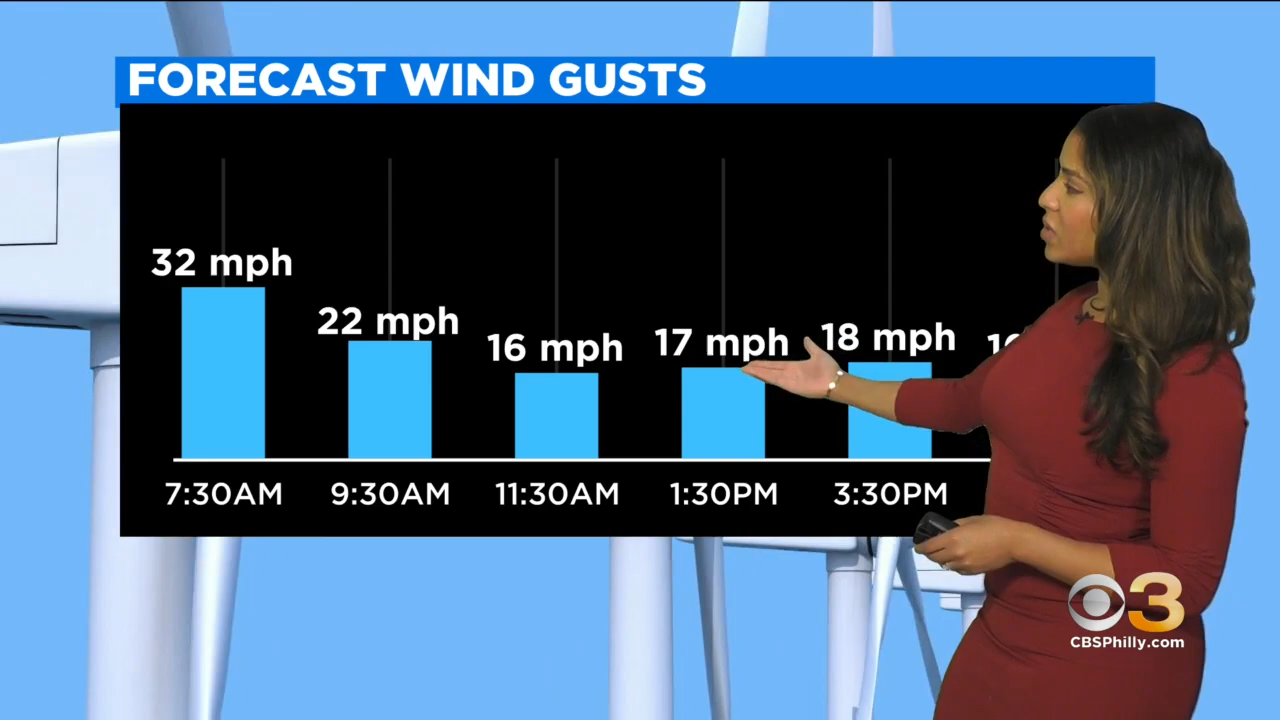 FORECAST WIND GUSTS
32 mph
22 mph
16 mph
17 mph
18 mph
7:30AM 9:30AM 11:30AM 1:30PM 3:30PM
3
CBSPhilly.com